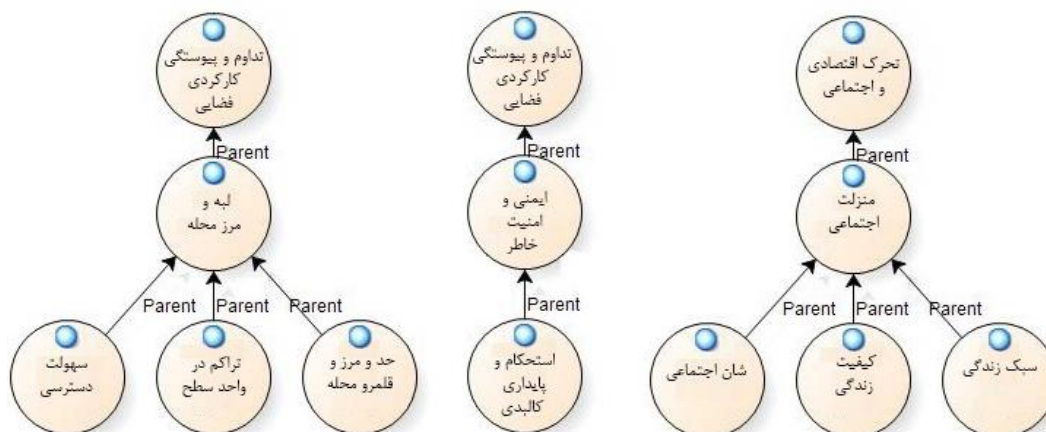 تداوم و پیوستگی
کارکردی
فضایی
Parent
لبه و
مرز محله
Parent
Parent
Parent
سهولت
دسترسی
تراکم در
واحد سطح
حد و مرز و
قلمرو محله
تداوم و پیوستگی
کارکردی
فضایی
Parent
ایمنی و
امنیت
خاطر
Parent
استحکام و
پایداری
کالبدی
تحرک اقتصادی
و اجتماعی
Parent
منزلت
اجتماعی
Parent
Parent
Parent
شان اجتماعی
کیفیت
زندگی
سبک زندگی